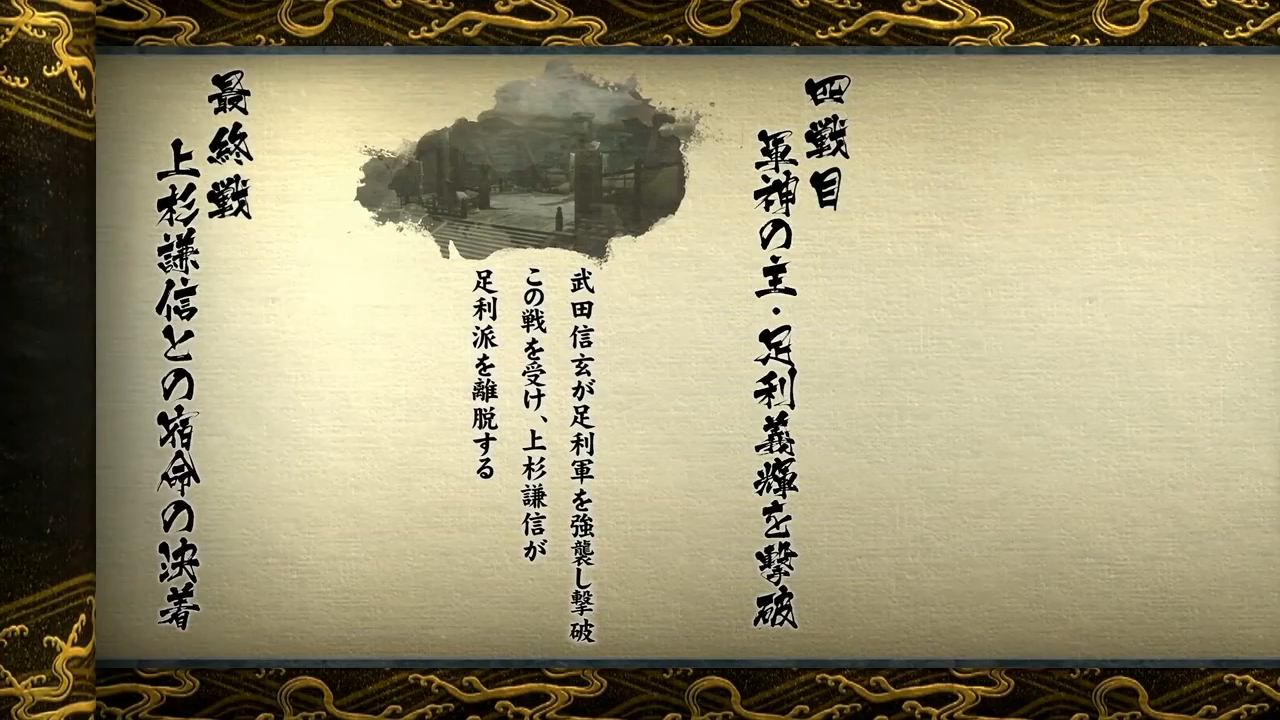 四戦目
軍神の主・足利義輝を撃破
武田信玄が足利軍を強襲し撃破
この戦を受け、上杉謙信が
足利派を離脱する
最終戦
上杉謙信との宿命の決着